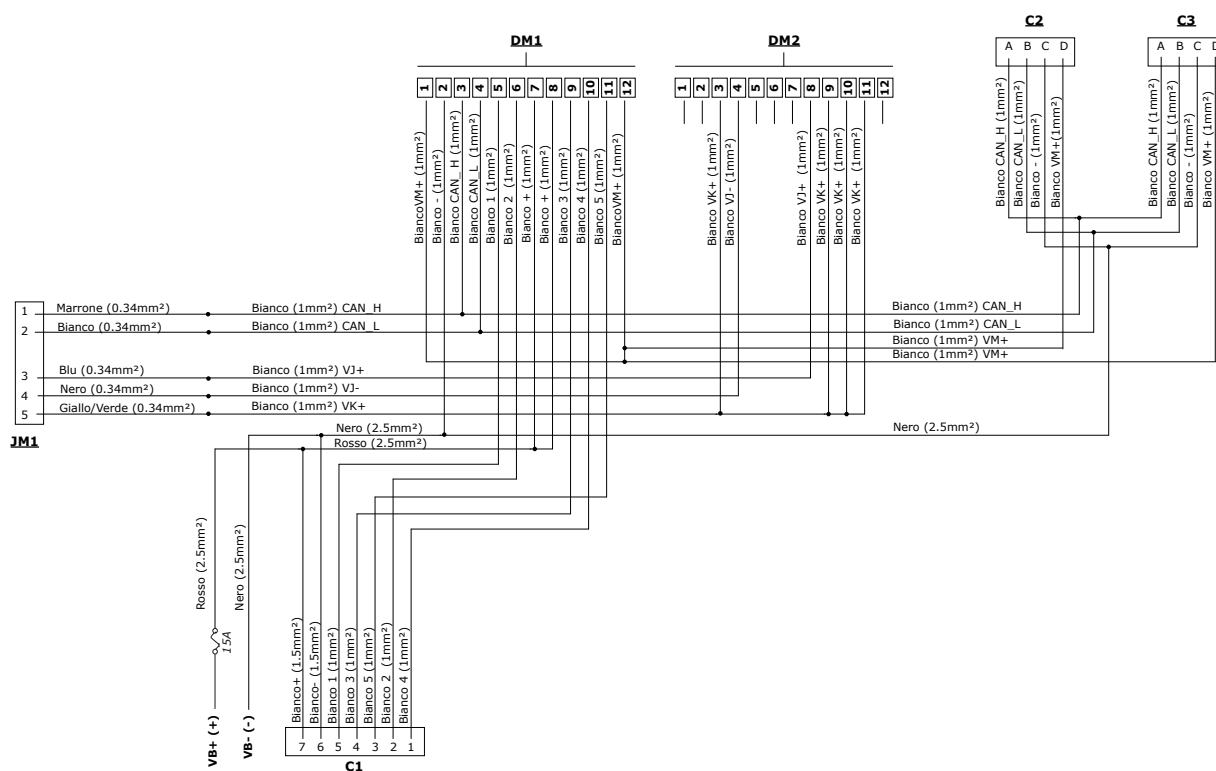 DM1
DM2
C2
C3
A B C D
A B C D
1 2 3 4 5 6 7 8 9 10 11 12
1 2 3 4 5 6 7 8 9 10 11 12
BiancoVM+ (1mm²)
Bianco - (1mm²)
Bianco CAN_ H (1mm²)
Bianco CAN_L (1mm²)
Bianco 1 (1mm²)
Bianco 2 (1mm²)
Bianco + (1mm²)
Bianco + (1mm²)
Bianco 3 (1mm²)
Bianco 4 (1mm²)
Bianco 5 (1mm²)
BiancoVM+ (1mm²)
Bianco VK+ (1mm²)
Bianco VJ- (1mm²)
Bianco VJ+ (1mm²)
Bianco VK+ (1mm²)
Bianco VK+ (1mm²)
Bianco VK+ (1mm²)
Bianco CAN_H (1mm²)
Bianco CAN_L (1mm²)
Bianco - (1mm²)
Bianco VM+(1mm²)
Bianco CAN_H (1mm²)
Bianco CAN_L (1mm²)
Bianco - (1mm²)
Bianco VM+ (1mm²)
1 Marrone (0.34mm²) Bianco (1mm²) CAN_H Bianco (1mm²) CAN_H
2 Bianco (0.34mm²) Bianco (1mm²) CAN_L Bianco (1mm²) CAN_L
Bianco (1mm²) VM+
Bianco (1mm²) VM+
3 Blu (0.34mm²) Bianco (1mm²) VJ+
4 Nero (0.34mm²) Bianco (1mm²) VJ-
5 Giallo/Verde (0.34mm²) Bianco (1mm²) VK+
JM1
Nero (2.5mm²) Nero (2.5mm²)
Rosso (2.5mm²)
Rosso (2.5mm²)
Nero (2.5mm²)
15A
VB+ (+)
VB- (-)
Bianco+ (1.5mm²)
Bianco- (1.5mm²)
Bianco 1 (1mm²)
Bianco 3 (1mm²)
Bianco 5 (1mm²)
Bianco 2 (1mm²)
Bianco 4 (1mm²)
7 6 5 4 3 2 1
C1